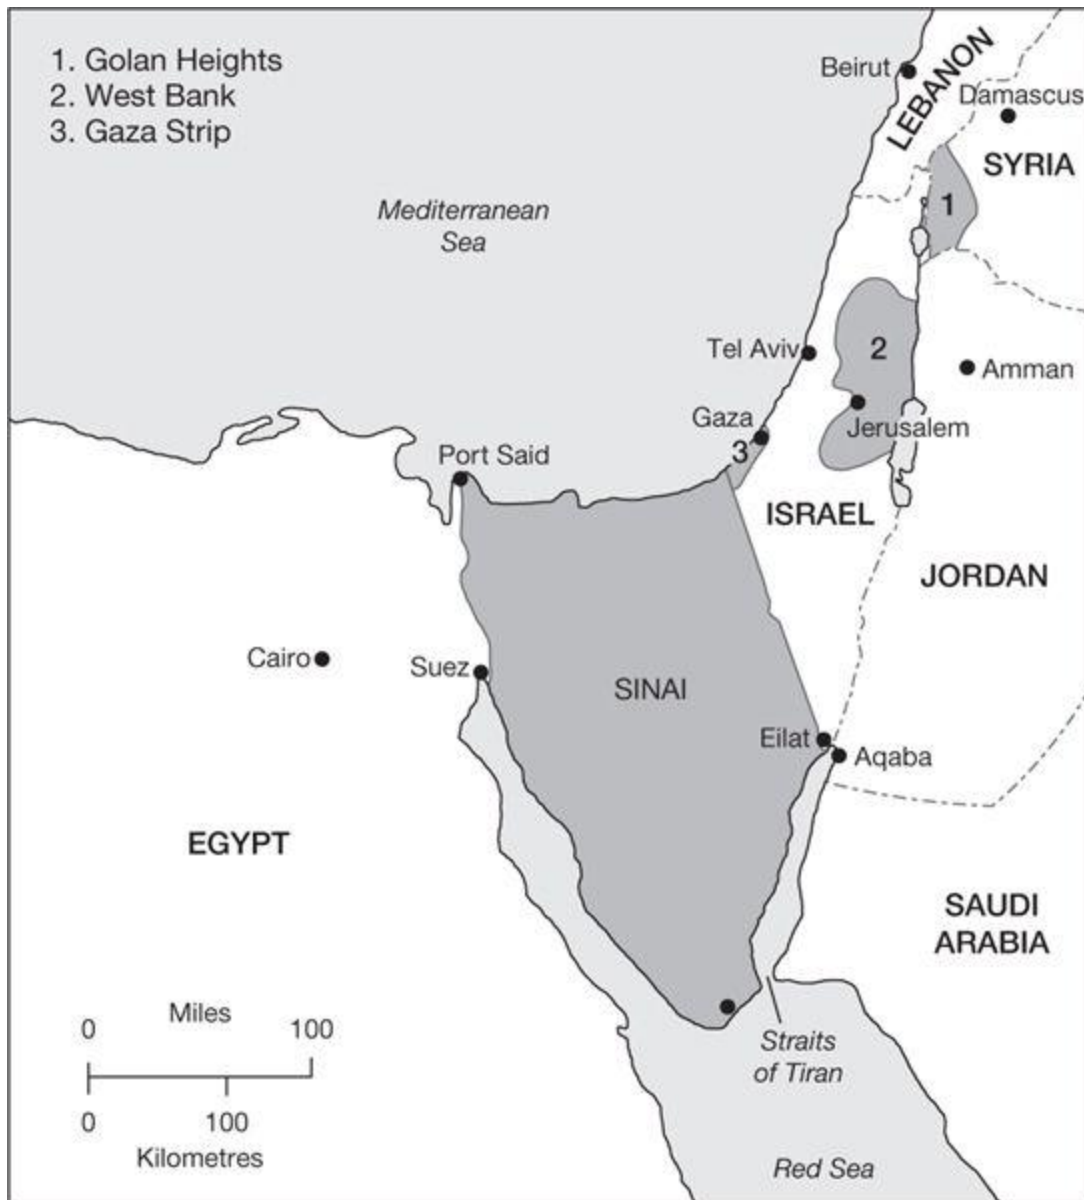 1. Golan Heights
2. West Bank
3. Gaza Strip
Beirut
LEBANON
Damascus
SYRIA
1
Mediterranean
Sea
Tel Aviv
2
Amman
Gaza
Jerusalem
3
Port Said
ISRAEL
JORDAN
Cairo
Suez
SINAI
Eilat
Aqaba
EGYPT
SAUDI
ARABIA
Miles
0 100
Straits
of Tiran
0 100
Kilometres
Red Sea